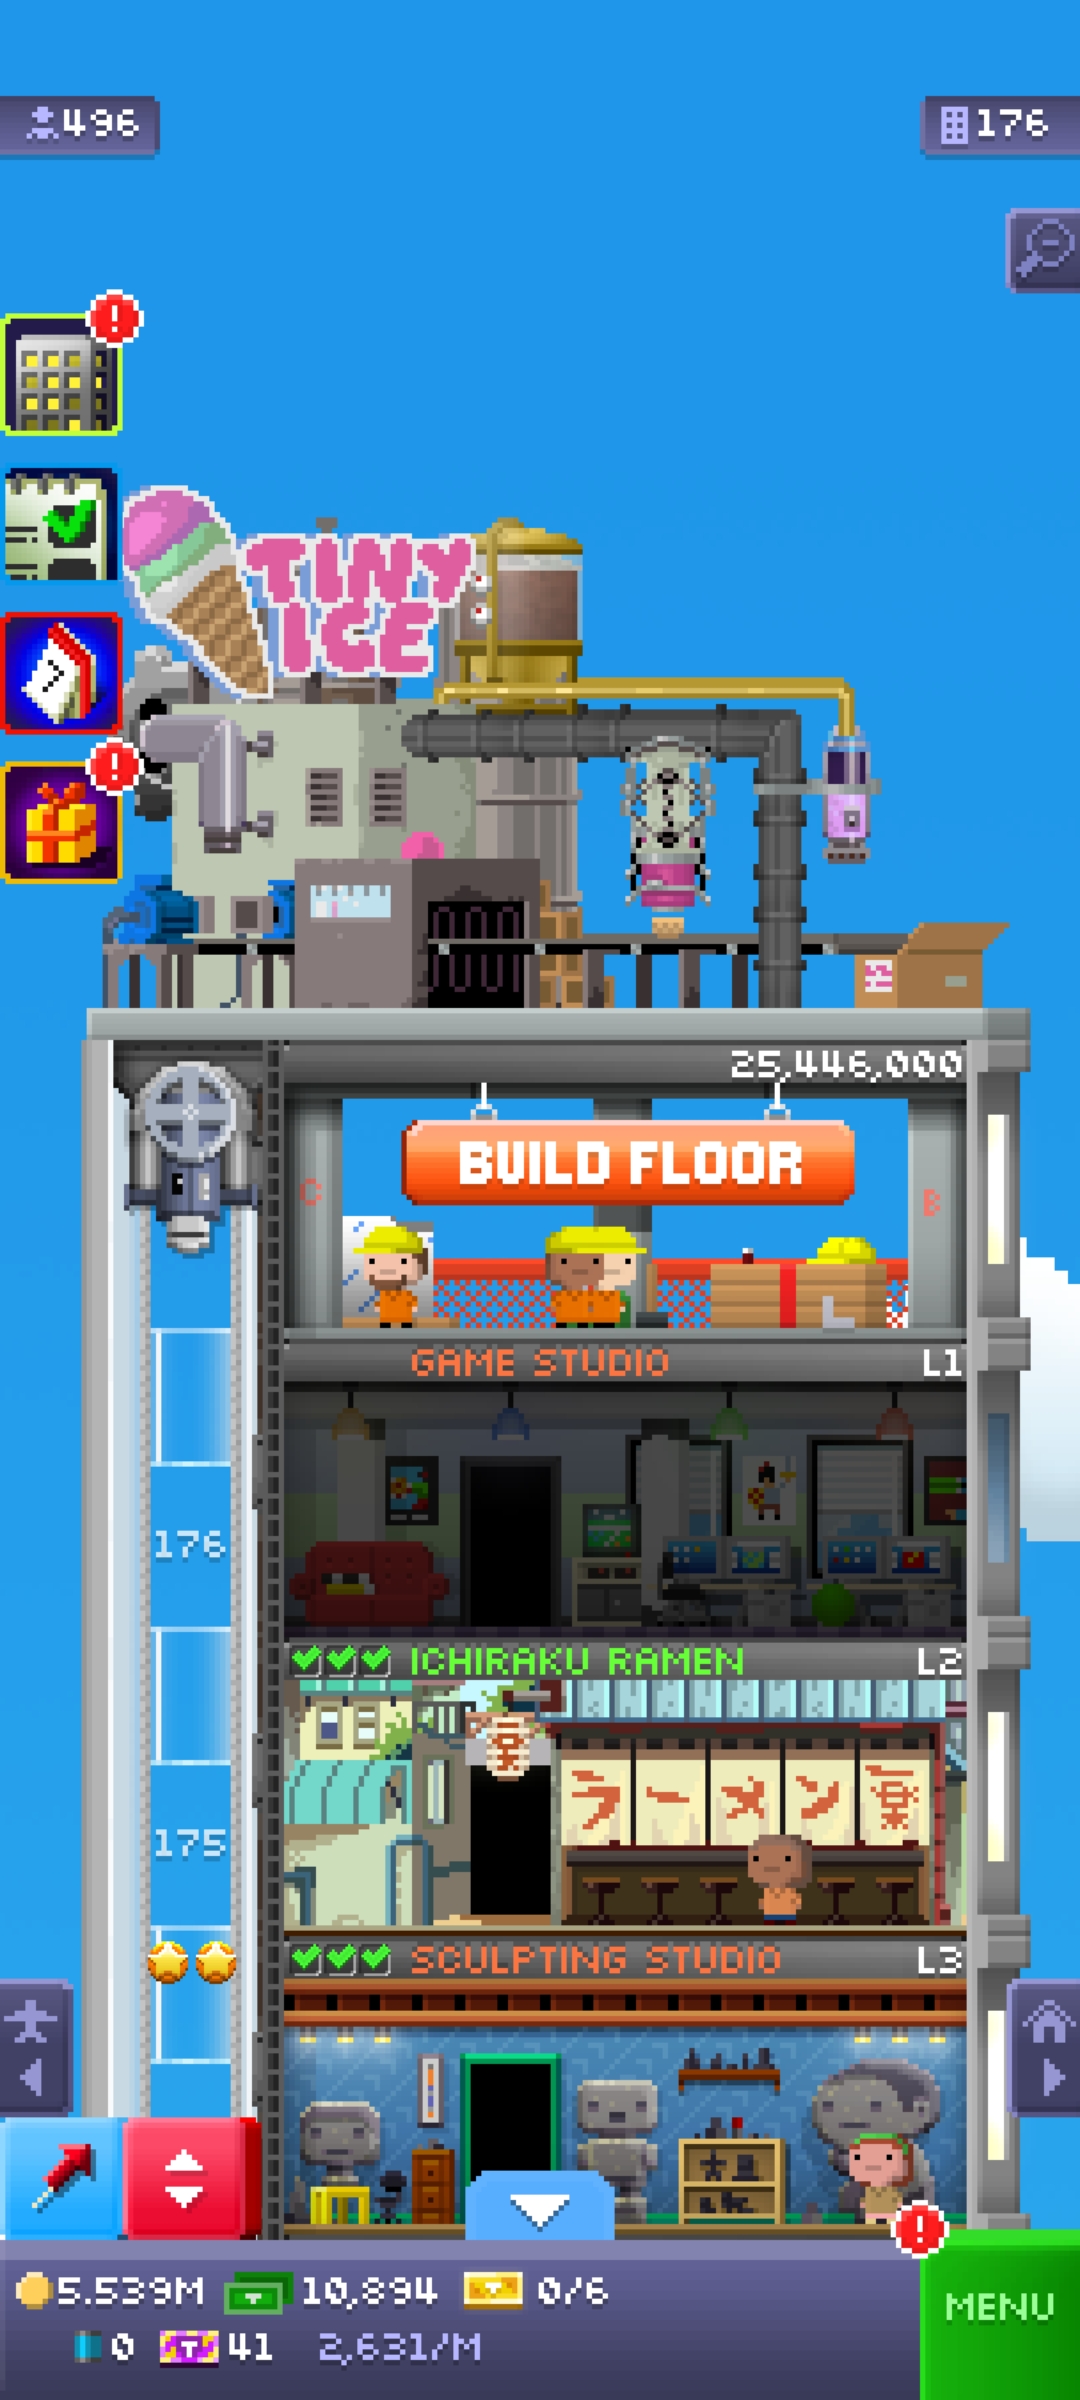 496
176
TINY
ICE
25,446,000
BUILD FLOOR
C
B
GAME STUDIO L1
176
ICHIRAKU RAMEN L2
ラーメン
175
SCULPTING STUDIO L3
5.539M 10,894 0/6
0 41 2,631/M
MENU